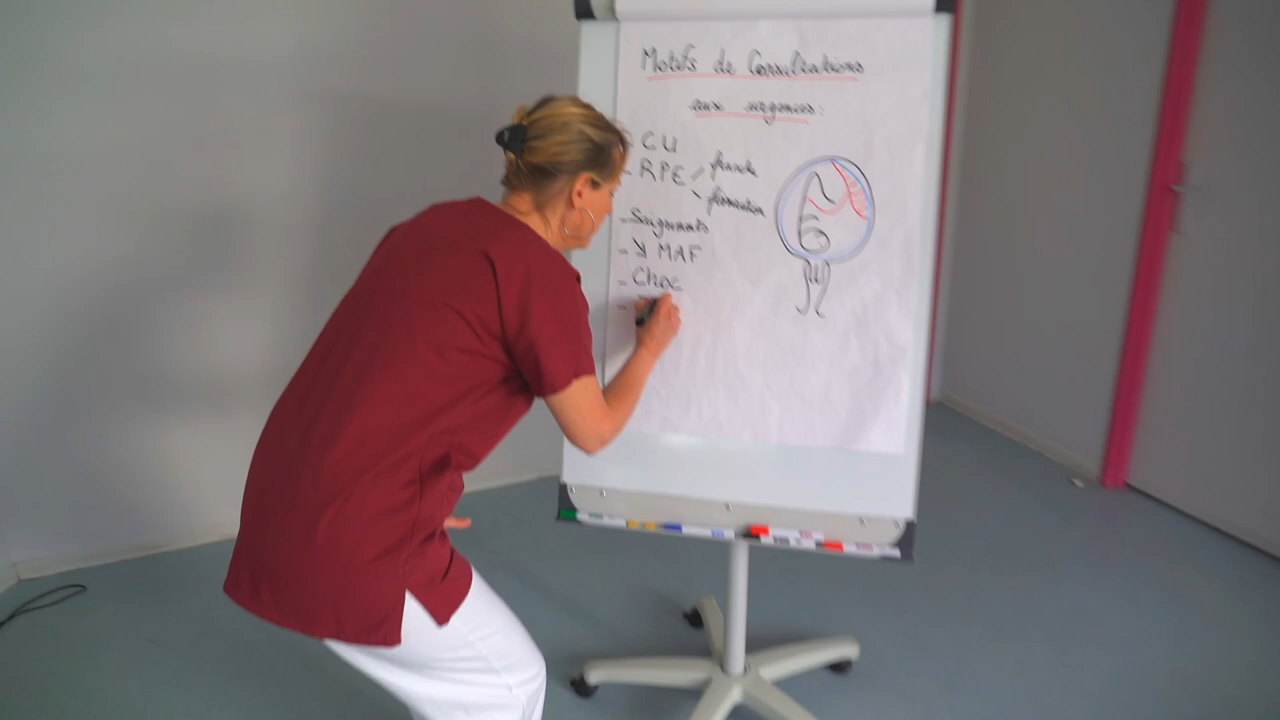 Motifs de Consultations
aux urgences:
- CU
- RPE franche
fissuration
- Saignements
- ↘ MAF
- Choc
-